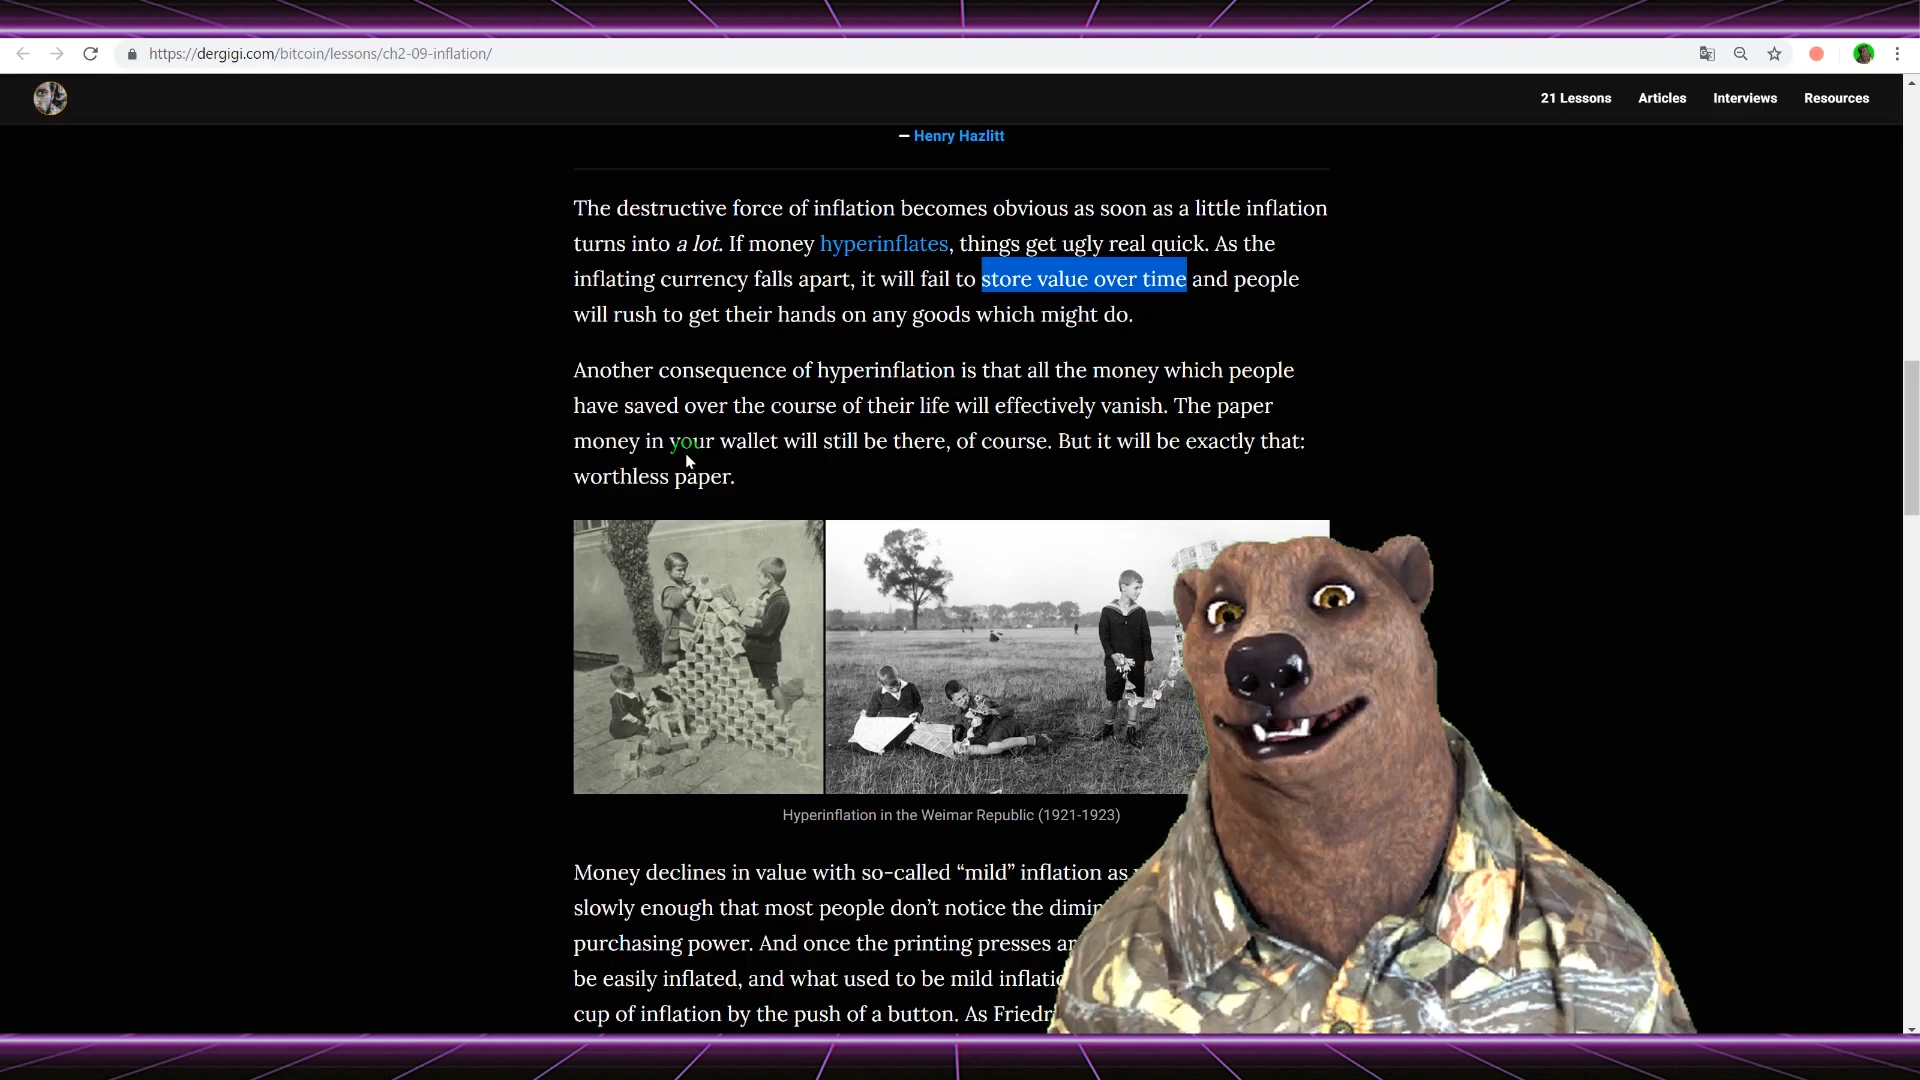 https://dergigi.com/bitcoin/lessons/ch2-09-inflation/
21 Lessons Articles Interviews Resources
— Henry Hazlitt
The destructive force of inflation becomes obvious as soon as a little inflation
turns into a lot. If money hyperinflates, things get ugly real quick. As the
inflating currency falls apart, it will fail to store value over time and people
will rush to get their hands on any goods which might do.
Another consequence of hyperinflation is that all the money which people
have saved over the course of their life will effectively vanish. The paper
money in your wallet will still be there, of course. But it will be exactly that:
worthless paper.
Hyperinflation in the Weimar Republic (1921-1923)
Money declines in value with so-called “mild” inflation as
slowly enough that most people don’t notice the
purchasing power. And once the printing presses
be easily inflated, and what used to be mild
cup of inflation by the push of a button. As